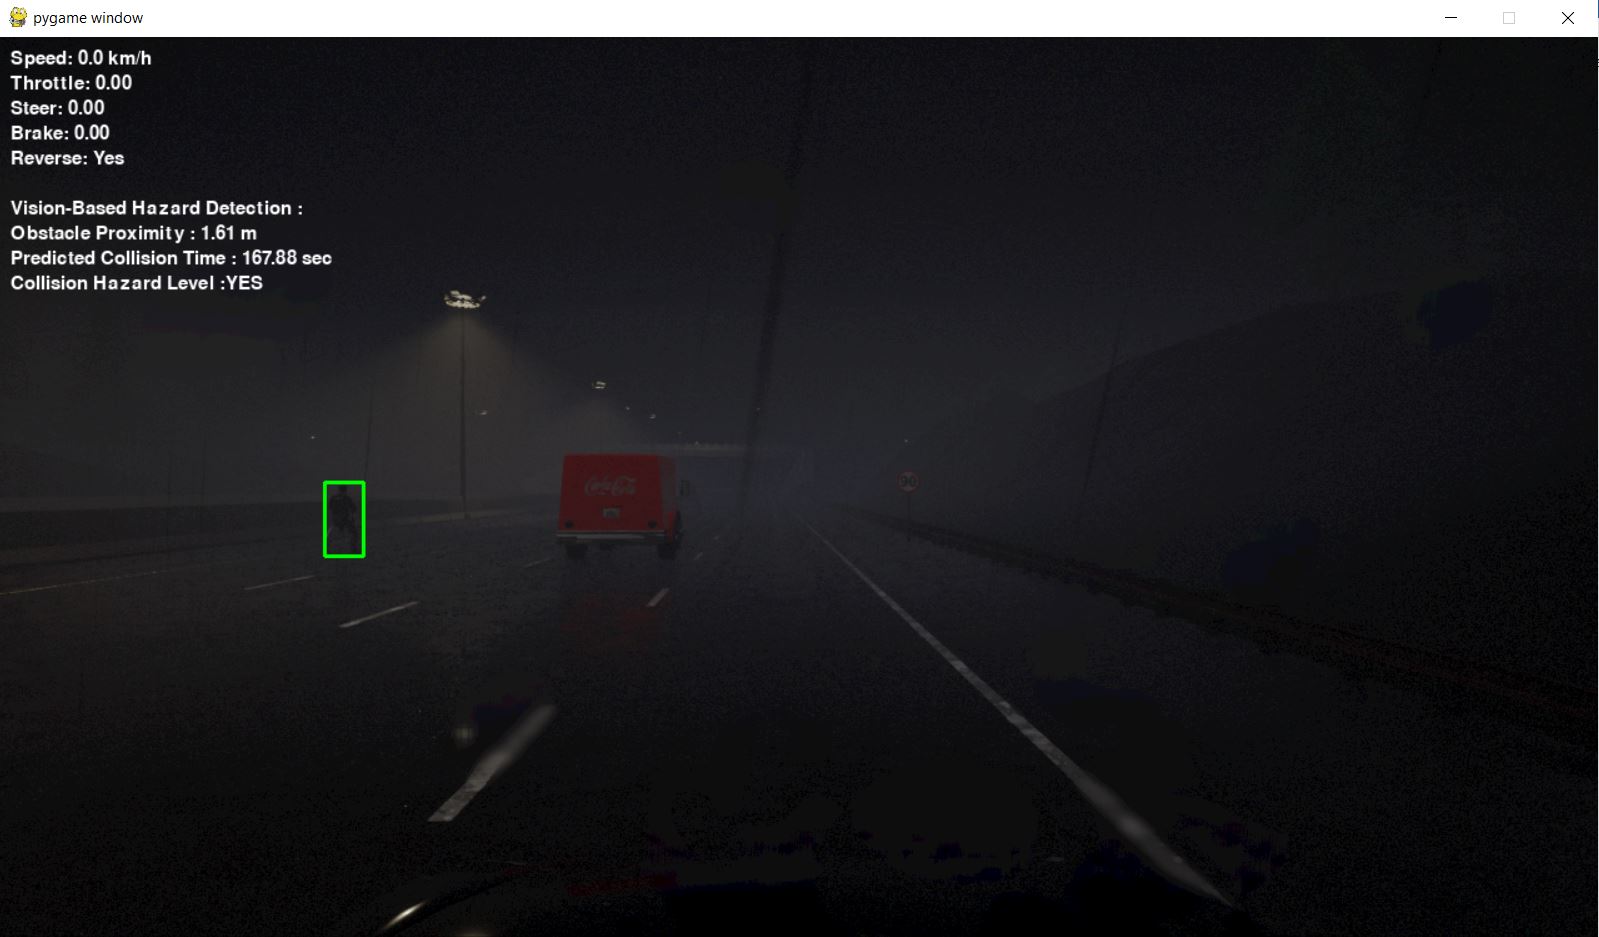 pygame window
Speed: 0.0 km/h
Throttle: 0.00
Steer: 0.00
Brake: 0.00
Reverse: Yes
Vision-Based Hazard Detection :
Obstacle Proximity : 1.61 m
Predicted Collision Time : 167.88 sec
Collision Hazard Level :YES
Coca-Cola
90